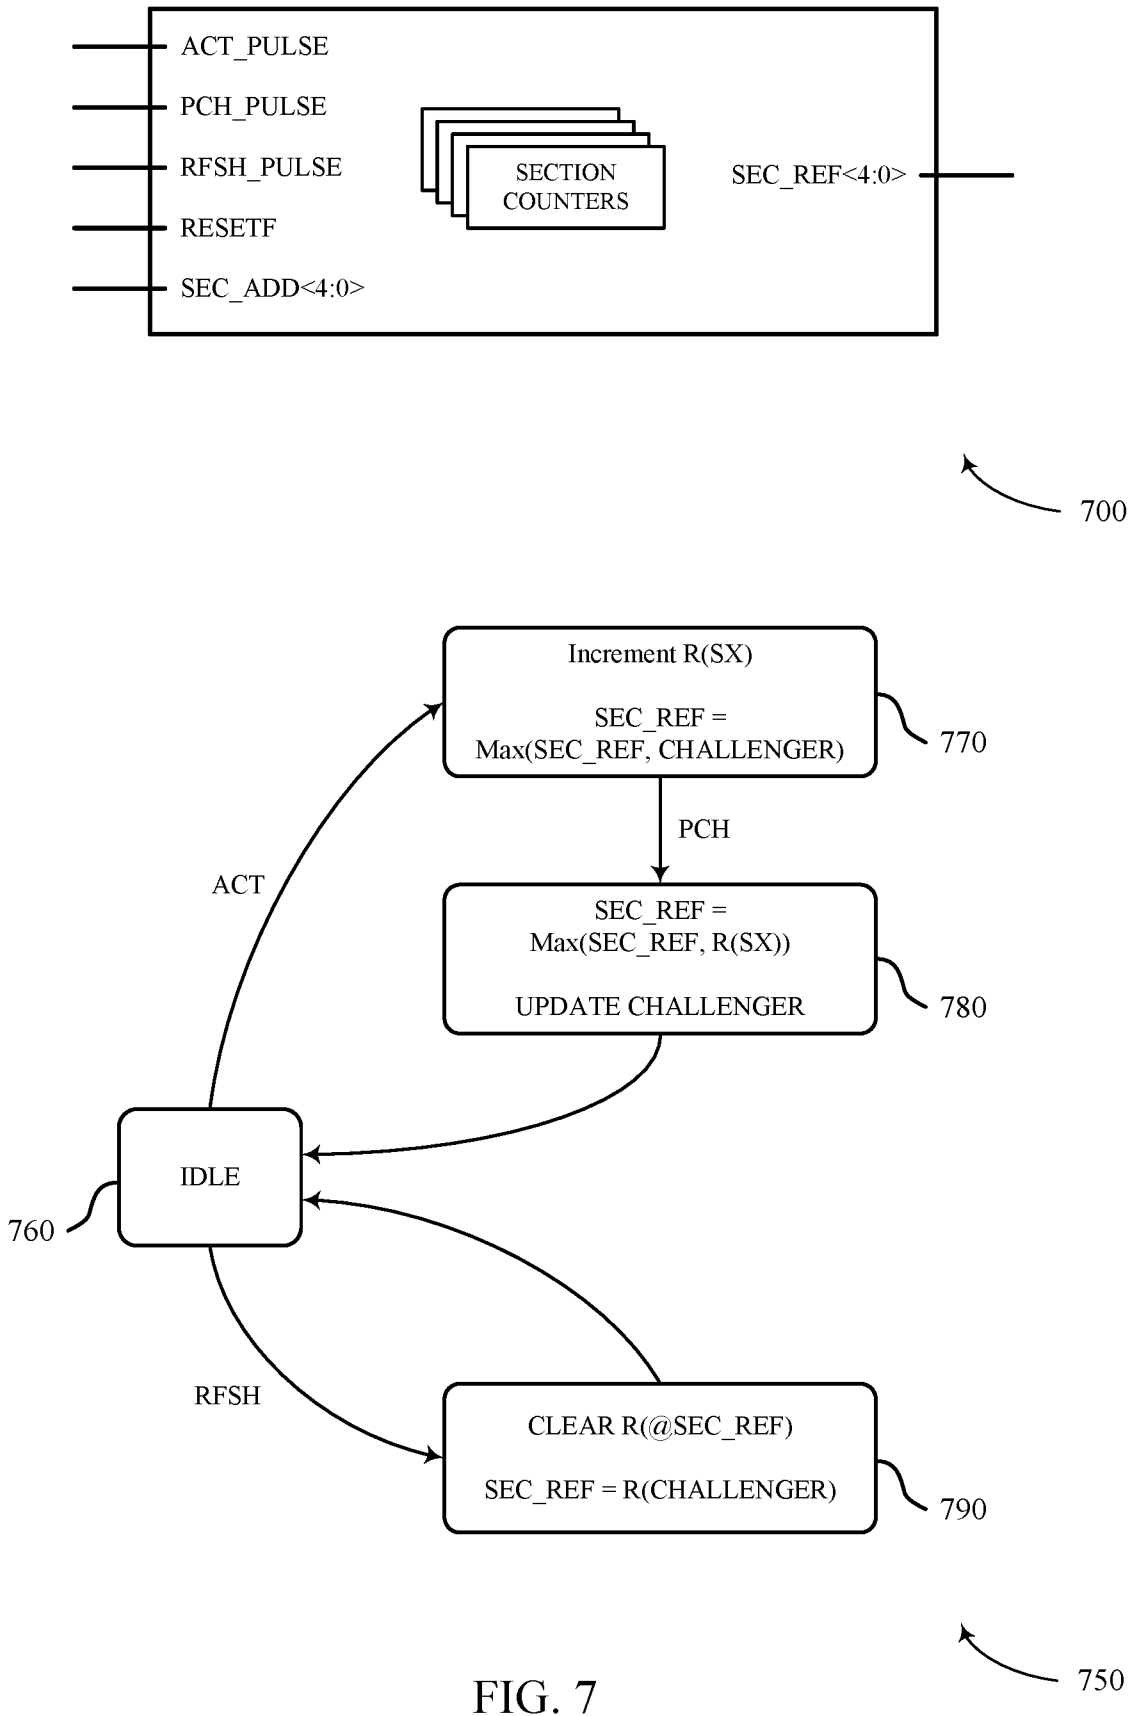 ACT_PULSE
PCH_PULSE
RFSH_PULSE
RESETF
SEC_ADD<4:0>
SECTION
COUNTERS
SEC_REF<4:0>
700
Increment R(SX)
SEC_REF =
Max(SEC_REF, CHALLENGER)
770
PCH
ACT
SEC_REF =
Max(SEC_REF, R(SX))
UPDATE CHALLENGER
780
IDLE
760
RFSH
CLEAR R(@SEC_REF)
SEC_REF = R(CHALLENGER)
790
750
FIG. 7